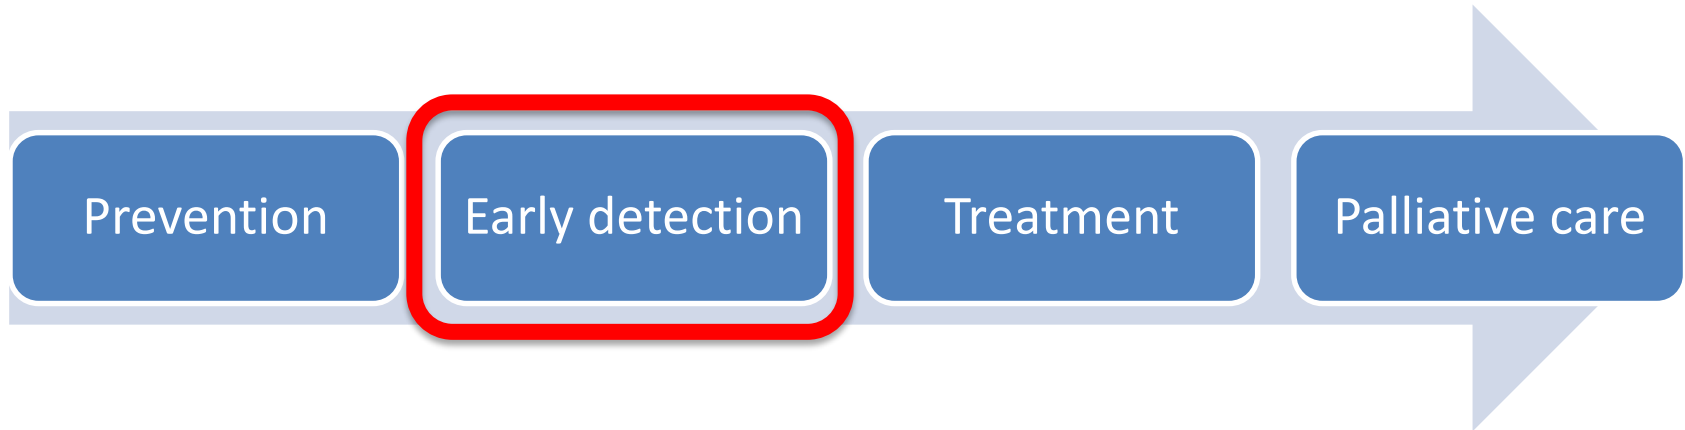 Prevention
Early detection
Treatment
Palliative care